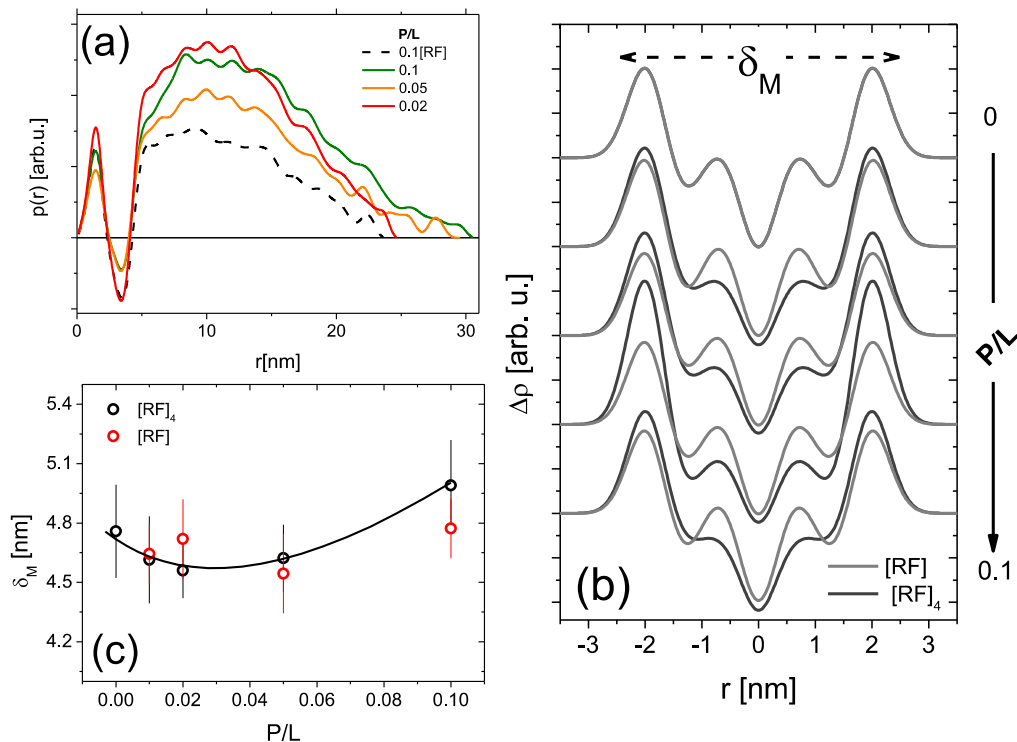 (a)
P/L
0.1[RF]
0.1
0.05
0.02
p(r) [arb.u.]
0 5 10 15 20 25 30
r[nm]
5.4
5.1
4.8
4.5
4.2
δM [nm]
[RF]4
[RF]
(c)
0.00 0.02 0.04 0.06 0.08 0.10
P/L
δM
0
P/L
0.1
Δρ [arb. u.]
[RF]
[RF]4
(b)
-3 -2 -1 0 1 2 3
r [nm]